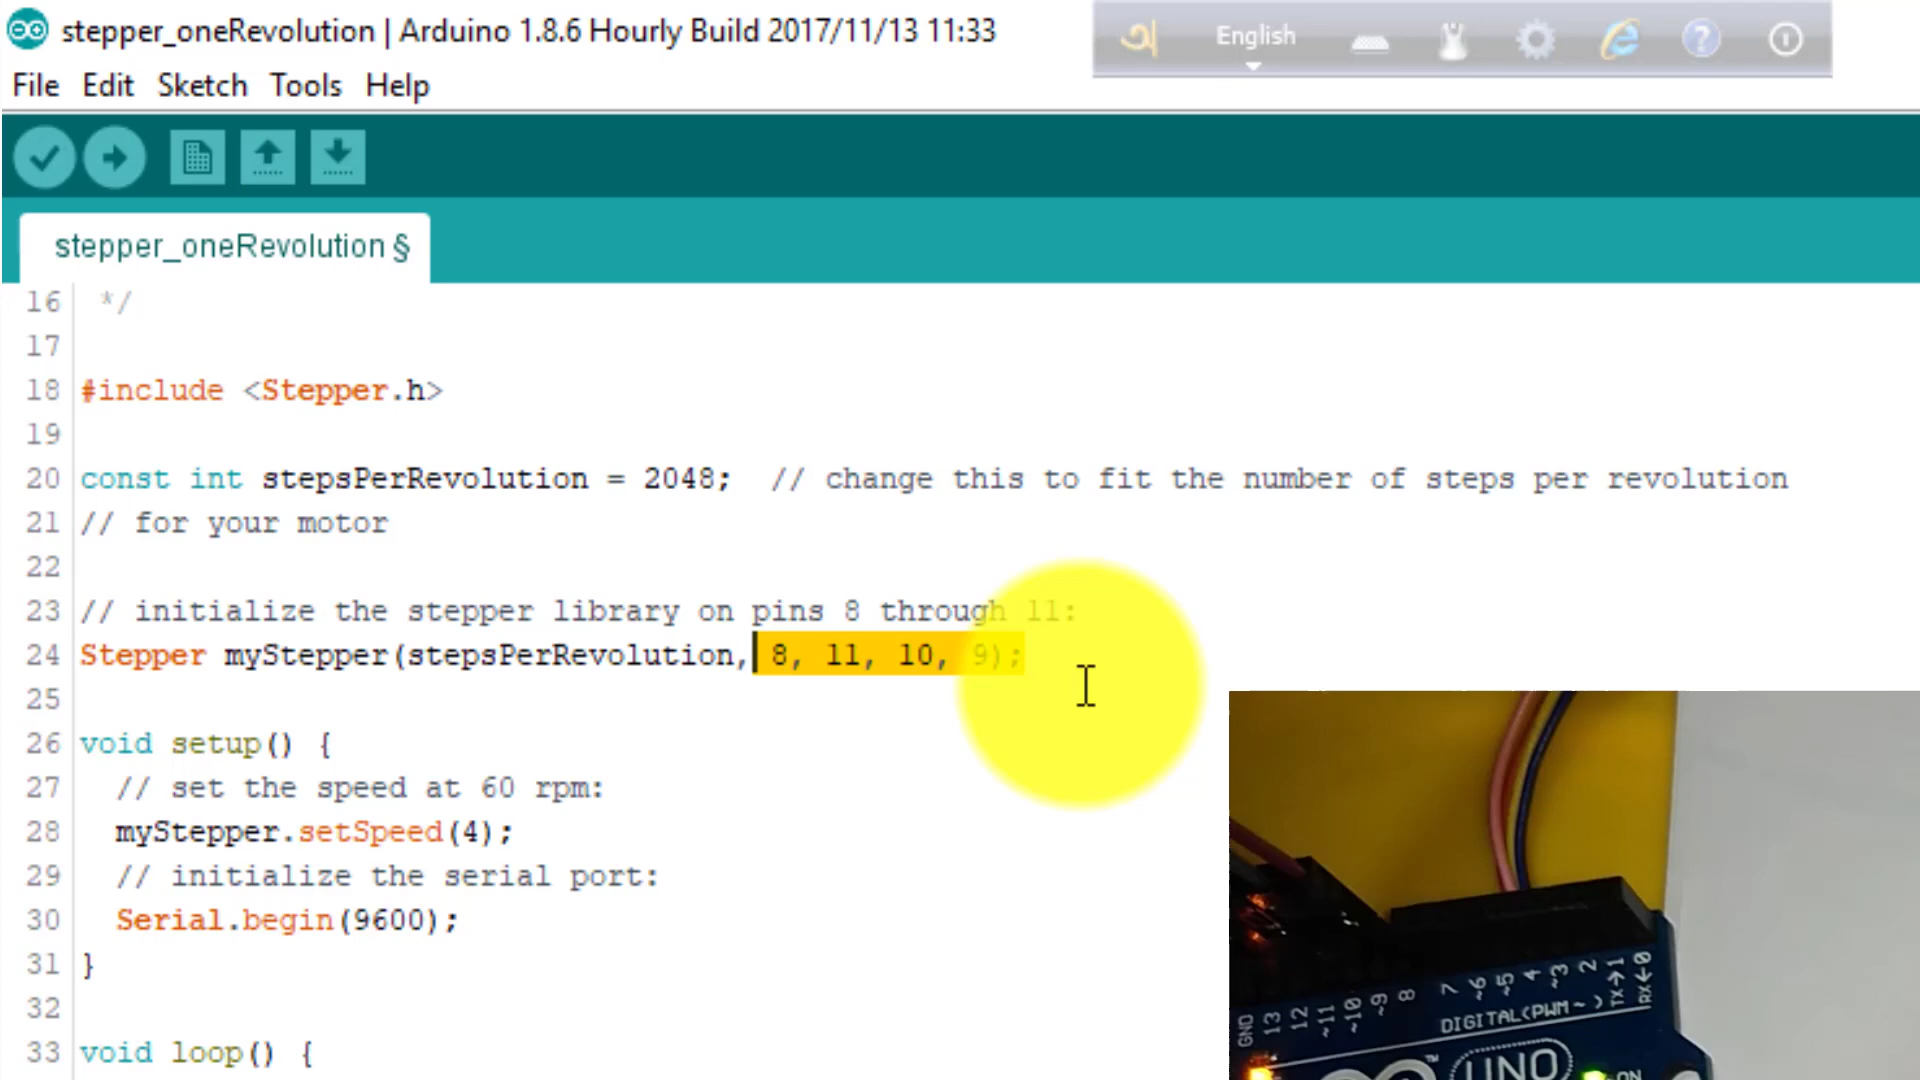 stepper_oneRevolution | Arduino 1.8.6 Hourly Build 2017/11/13 11:33
অ English ?
File Edit Sketch Tools Help
stepper_oneRevolution §
16 */
17
18 #include <Stepper.h>
19
20 const int stepsPerRevolution = 2048;  // change this to fit the number of steps per revolution
21 // for your motor
22
23 // initialize the stepper library on pins 8 through 11:
24 Stepper myStepper(stepsPerRevolution, 8, 11, 10, 9);
25
26 void setup() {
27   // set the speed at 60 rpm:
28   myStepper.setSpeed(4);
29   // initialize the serial port:
30   Serial.begin(9600);
31 }
32
33 void loop() {
GND 13 12 ~11 ~10 ~9 8 7 ~6 ~5 4 ~3 2 TX→1 RX←0
DIGITAL(PWM ~)
UNO ™
ON